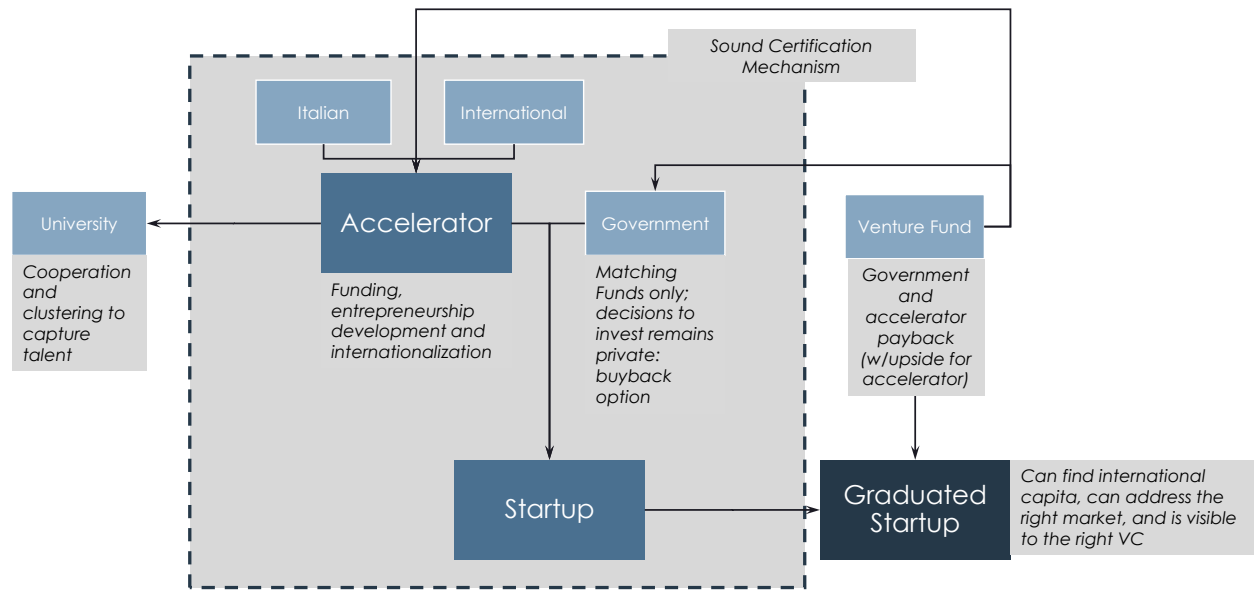 Sound Certification
Mechanism
Italian
International
University
Accelerator
Government
Venture Fund
Cooperation
and
clustering to
capture
talent
Funding,
entrepreneurship
development and
internationalization
Matching
Funds only;
decisions to
invest remains
private:
buyback
option
Government
and
accelerator
payback
(w/upside for
accelerator)
Startup
Graduated
Startup
Can find international
capita, can address the
right market, and is visible
to the right VC